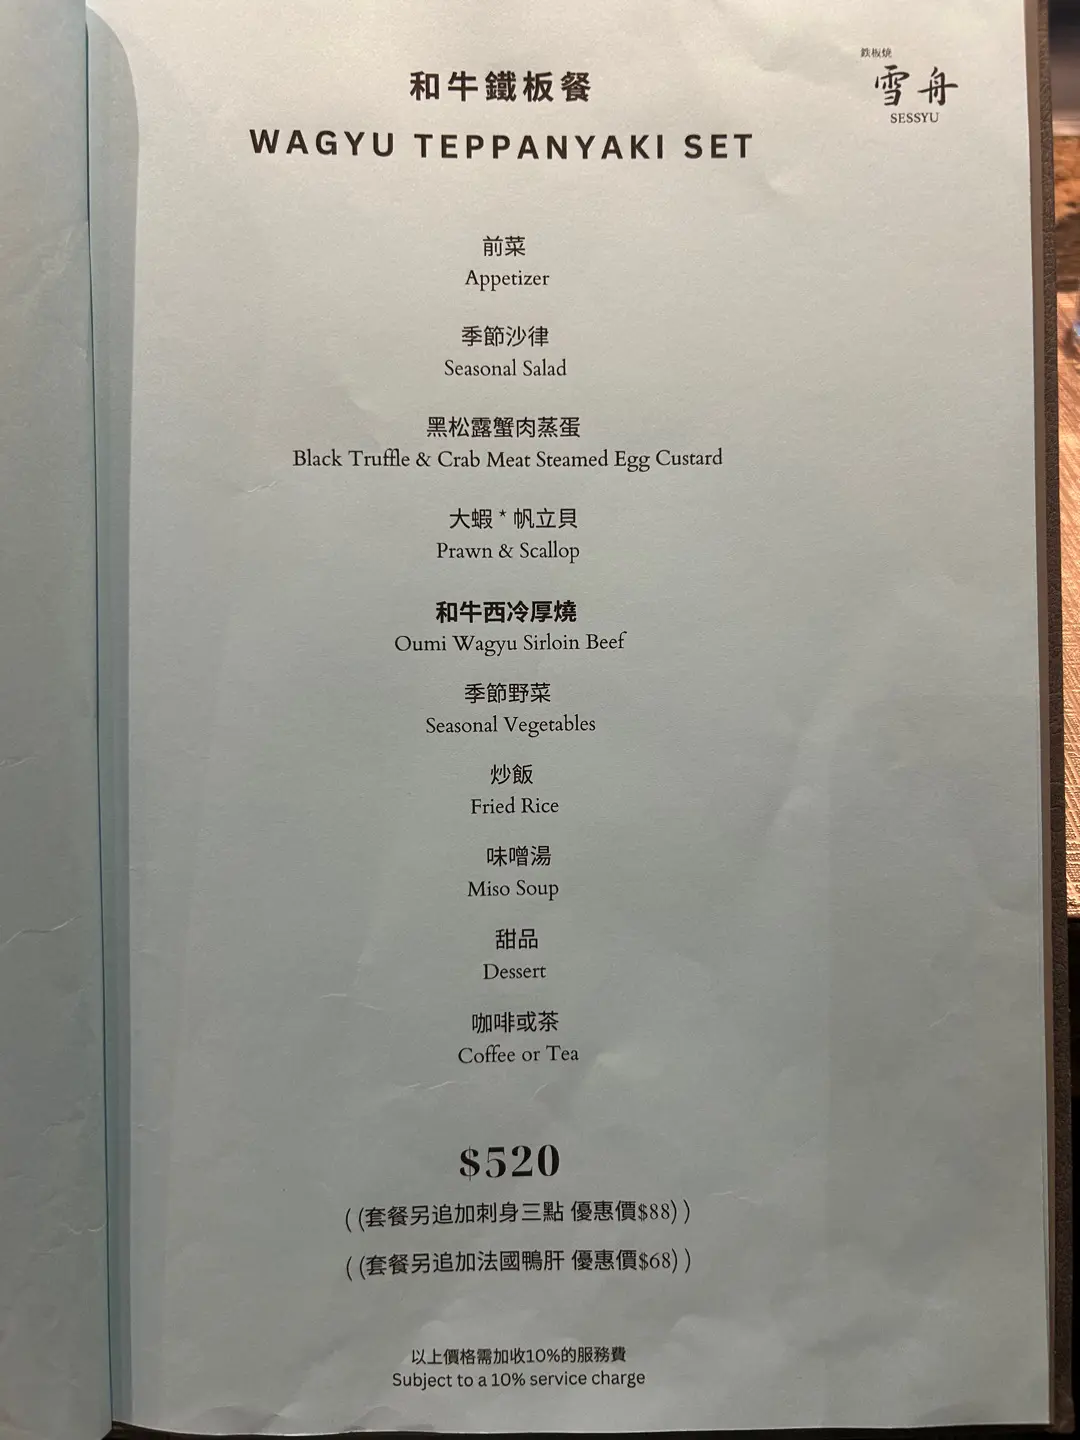 鉄板焼
雪舟
SESSYU
和牛鐵板餐
WAGYU TEPPANYAKI SET
前菜
Appetizer
季節沙律
Seasonal Salad
黑松露蟹肉蒸蛋
Black Truffle & Crab Meat Steamed Egg Custard
大蝦 * 帆立貝
Prawn & Scallop
和牛西冷厚燒
Oumi Wagyu Sirloin Beef
季節野菜
Seasonal Vegetables
炒飯
Fried Rice
味噌湯
Miso Soup
甜品
Dessert
咖啡或茶
Coffee or Tea
$520
( (套餐另追加刺身三點 優惠價$88) )
( (套餐另追加法國鴨肝 優惠價$68) )
以上價格需加收10%的服務費
Subject to a 10% service charge